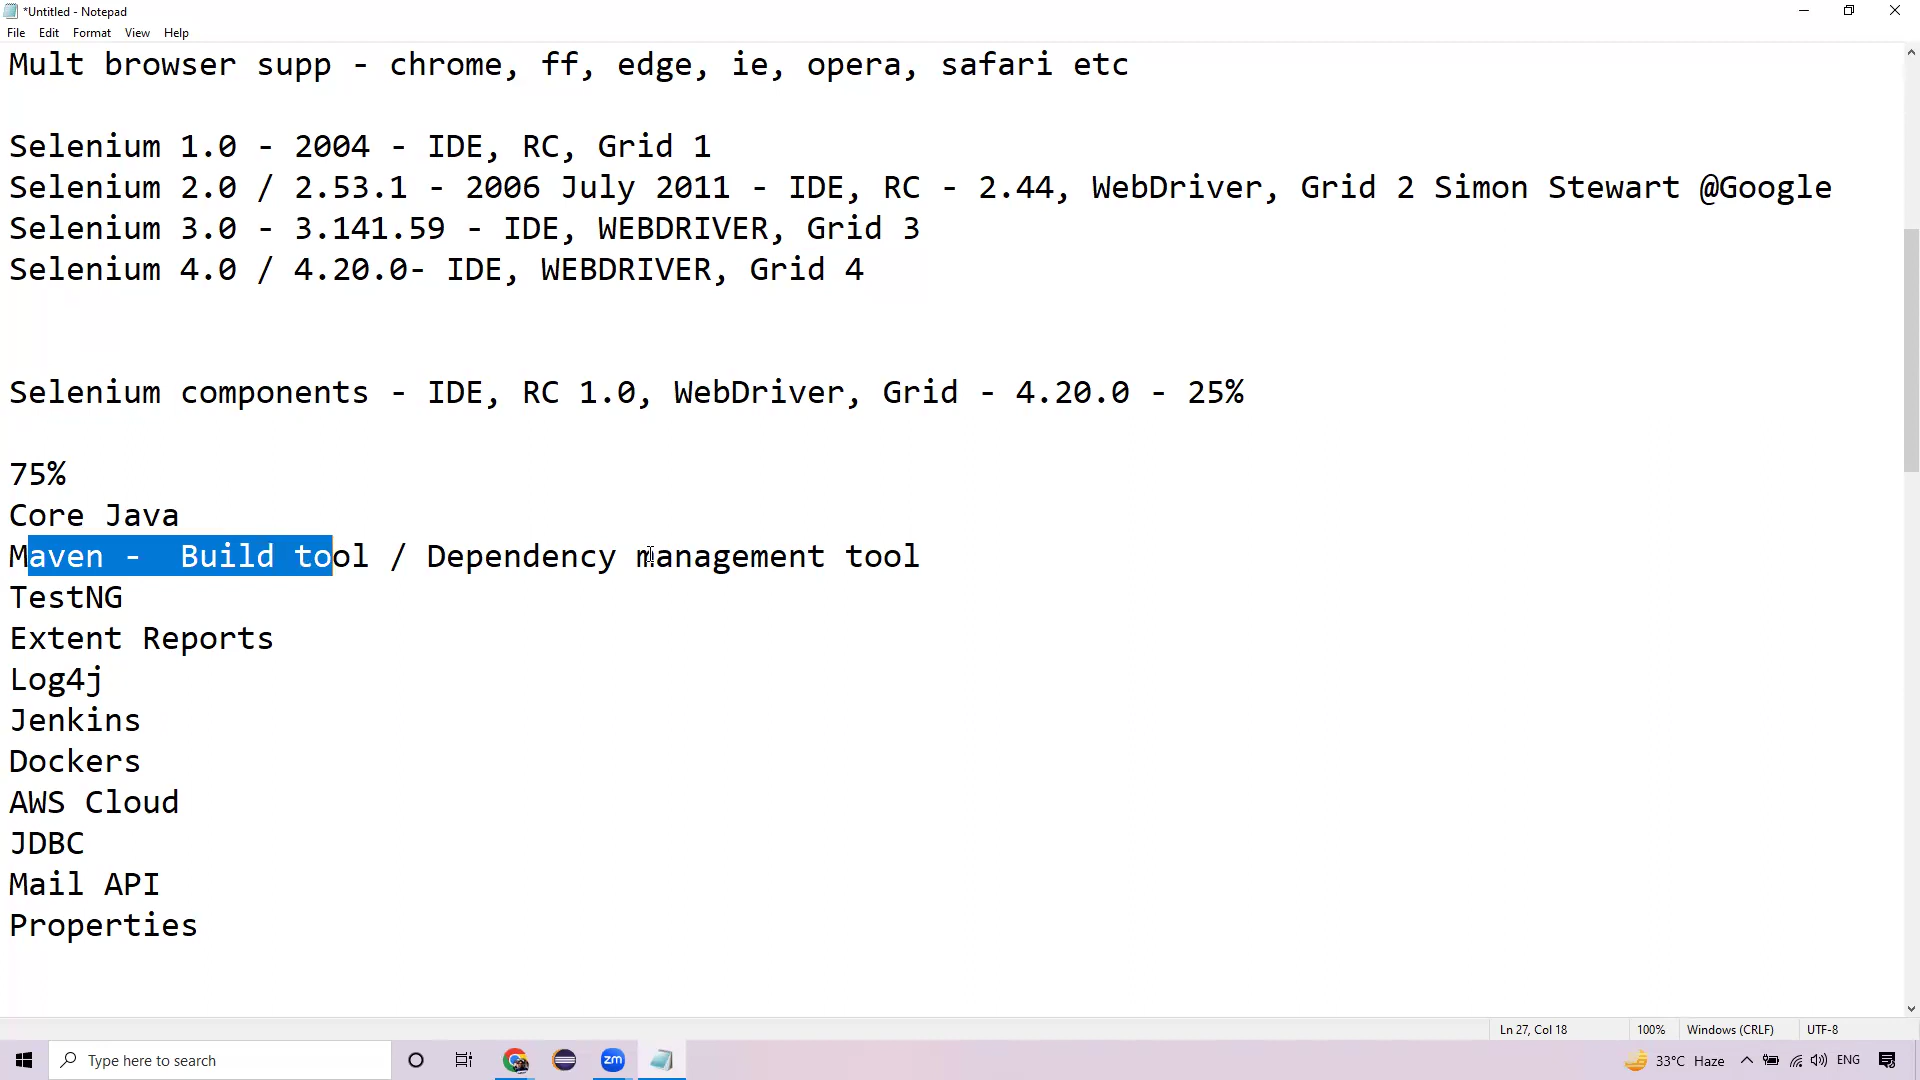 *Untitled - Notepad
File Edit Format View Help
Mult browser supp - chrome, ff, edge, ie, opera, safari etc
Selenium 1.0 - 2004 - IDE, RC, Grid 1
Selenium 2.0 / 2.53.1 - 2006 July 2011 - IDE, RC - 2.44, WebDriver, Grid 2 Simon Stewart @Google
Selenium 3.0 - 3.141.59 - IDE, WEBDRIVER, Grid 3
Selenium 4.0 / 4.20.0- IDE, WEBDRIVER, Grid 4
Selenium components - IDE, RC 1.0, WebDriver, Grid - 4.20.0 - 25%
75%
Core Java
Maven -  Build tool / Dependency management tool
TestNG
Extent Reports
Log4j
Jenkins
Dockers
AWS Cloud
JDBC
Mail API
Properties
Ln 27, Col 18 100% Windows (CRLF) UTF-8
Type here to search zm 33°C Haze ENG